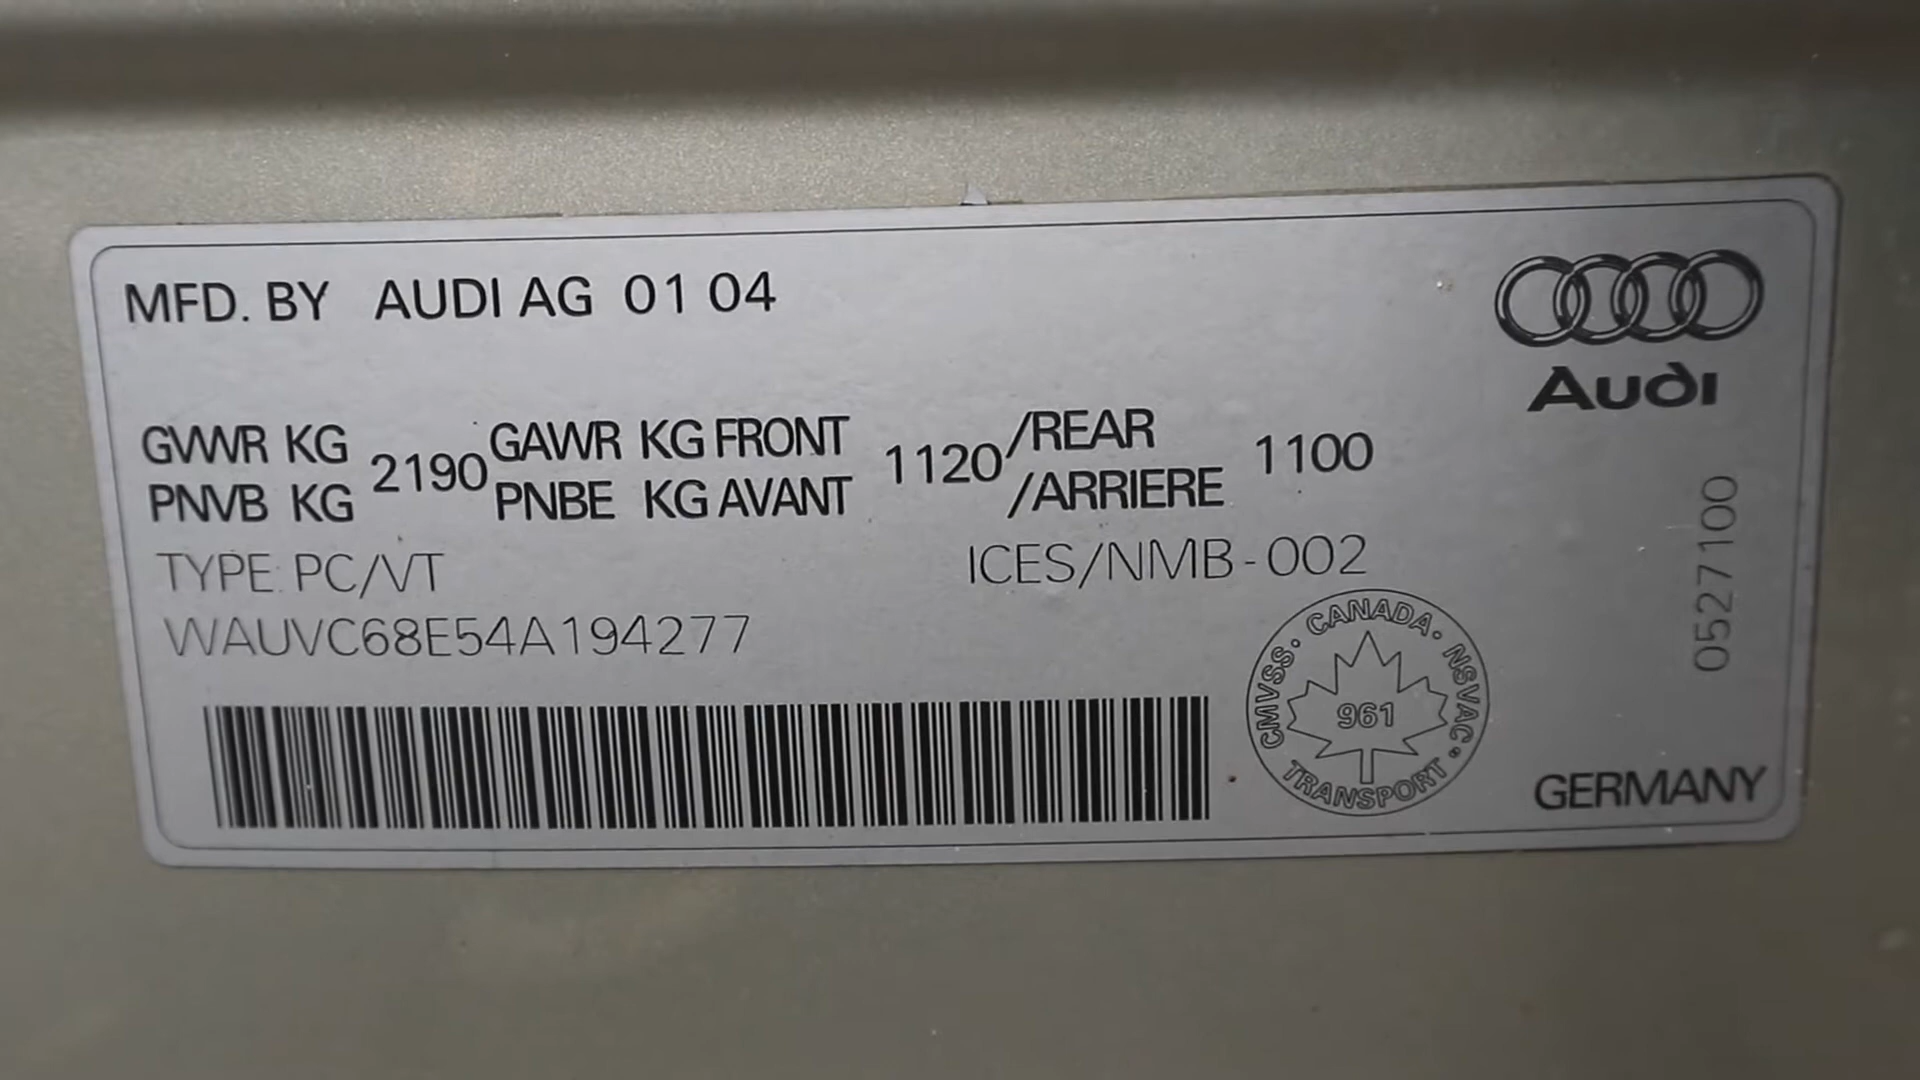 MFD. BY AUDI AG 01 04
Audi
GVWR KG 2190 GAWR KG FRONT 1120 /REAR 1100
PNVB KG PNBE KG AVANT /ARRIERE
TYPE: PC/VT ICES/NMB-002
WAUVC68E54A194277
CMVSS. CANADA. NSVAC. TRANSPORT
961
0527100
GERMANY